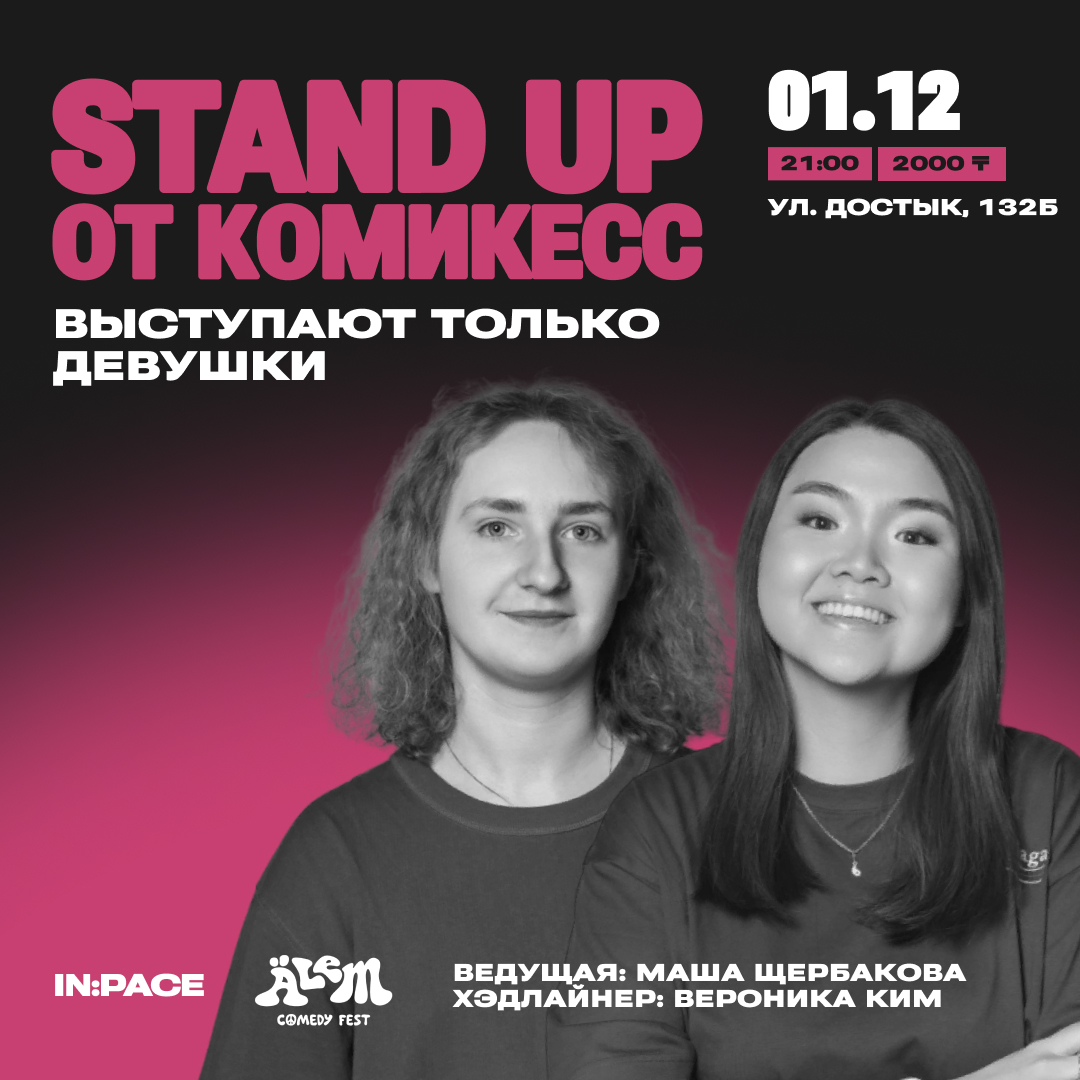 STAND UP
ОТ КОМИКЕСС
ВЫСТУПАЮТ ТОЛЬКО
ДЕВУШКИ
01.12
21:00 2000 ₸
УЛ. ДОСТЫК, 132Б
IN:PACE
ÄLEM
COMEDY FEST
ВЕДУЩАЯ: МАША ЩЕРБАКОВА
ХЭДЛАЙНЕР: ВЕРОНИКА КИМ